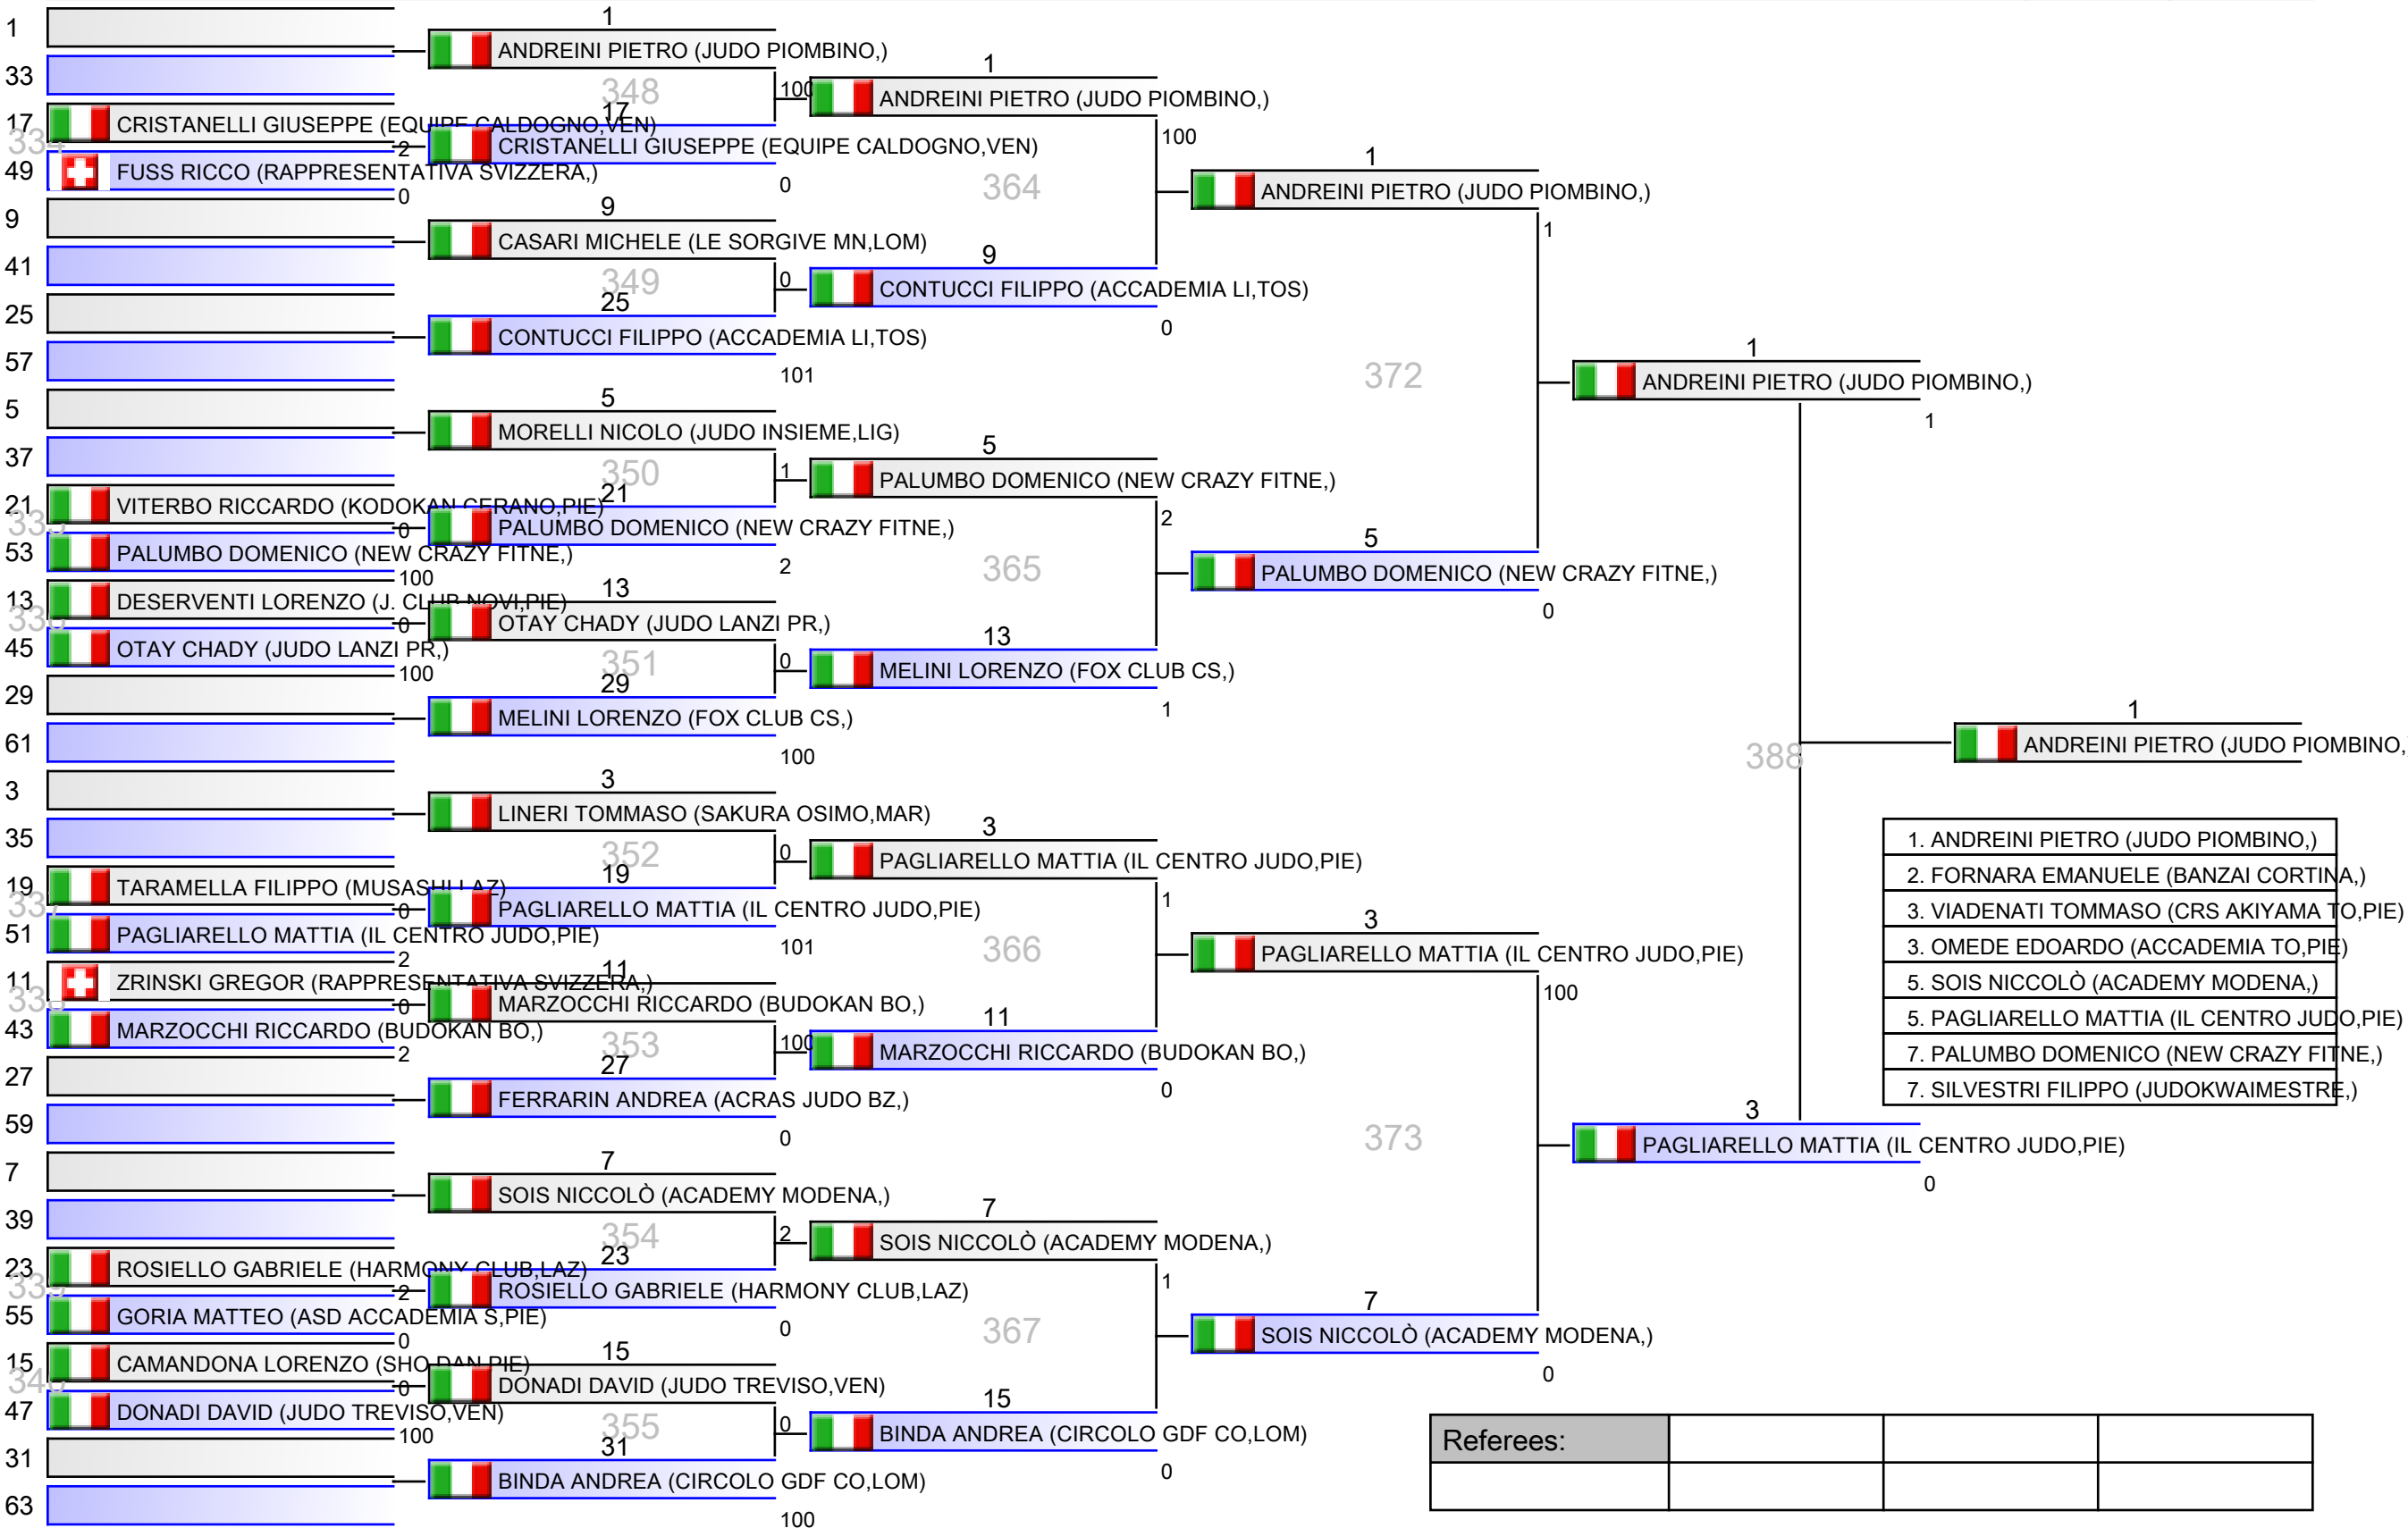 1
33
17 CRISTANELLI GIUSEPPE (EQUIPE CALDOGNO,VEN)
334
2
49 FUSS RICCO (RAPPRESENTATIVA SVIZZERA,)
0
9
41
25
57
5
37
21 VITERBO RICCARDO (KODOKAN CERANO,PIE)
0
53 PALUMBO DOMENICO (NEW CRAZY FITNE,)
100
13 DESERVENTI LORENZO (J. CLUB NOVI,PIE)
0
45 OTAY CHADY (JUDO LANZI PR,)
100
29
61
3
35
19 TARAMELLA FILIPPO (MUSASHI,LAZ)
0
51 PAGLIARELLO MATTIA (IL CENTRO JUDO,PIE)
2
11 ZRINSKI GREGOR (RAPPRESENTATIVA SVIZZERA,)
0
43 MARZOCCHI RICCARDO (BUDOKAN BO,)
2
27
59
7
39
23 ROSIELLO GABRIELE (HARMONY CLUB,LAZ)
339
2
55 GORIA MATTEO (ASD ACCADEMIA S,PIE)
0
15 CAMANDONA LORENZO (SHO DAN,PIE)
340
0
47 DONADI DAVID (JUDO TREVISO,VEN)
100
31
63
1
ANDREINI PIETRO (JUDO PIOMBINO,)
348
100
17
CRISTANELLI GIUSEPPE (EQUIPE CALDOGNO,VEN)
0
9
CASARI MICHELE (LE SORGIVE MN,LOM)
349
0
25
CONTUCCI FILIPPO (ACCADEMIA LI,TOS)
101
5
MORELLI NICOLO (JUDO INSIEME,LIG)
350
1
21
PALUMBO DOMENICO (NEW CRAZY FITNE,)
2
13
OTAY CHADY (JUDO LANZI PR,)
351
0
29
MELINI LORENZO (FOX CLUB CS,)
100
3
LINERI TOMMASO (SAKURA OSIMO,MAR)
352
0
19
PAGLIARELLO MATTIA (IL CENTRO JUDO,PIE)
101
11
MARZOCCHI RICCARDO (BUDOKAN BO,)
353
100
27
FERRARIN ANDREA (ACRAS JUDO BZ,)
0
7
SOIS NICCOLÒ (ACADEMY MODENA,)
354
2
23
ROSIELLO GABRIELE (HARMONY CLUB,LAZ)
0
15
DONADI DAVID (JUDO TREVISO,VEN)
355
0
31
BINDA ANDREA (CIRCOLO GDF CO,LOM)
100
1
ANDREINI PIETRO (JUDO PIOMBINO,)
100
364
9
CONTUCCI FILIPPO (ACCADEMIA LI,TOS)
0
5
PALUMBO DOMENICO (NEW CRAZY FITNE,)
2
365
13
MELINI LORENZO (FOX CLUB CS,)
1
3
PAGLIARELLO MATTIA (IL CENTRO JUDO,PIE)
1
366
11
MARZOCCHI RICCARDO (BUDOKAN BO,)
0
7
SOIS NICCOLÒ (ACADEMY MODENA,)
1
367
15
BINDA ANDREA (CIRCOLO GDF CO,LOM)
0
1
ANDREINI PIETRO (JUDO PIOMBINO,)
1
372
5
PALUMBO DOMENICO (NEW CRAZY FITNE,)
0
3
PAGLIARELLO MATTIA (IL CENTRO JUDO,PIE)
100
373
7
SOIS NICCOLÒ (ACADEMY MODENA,)
0
1
ANDREINI PIETRO (JUDO PIOMBINO,)
1
388
3
PAGLIARELLO MATTIA (IL CENTRO JUDO,PIE)
0
1
ANDREINI PIETRO (JUDO PIOMBINO,
1. ANDREINI PIETRO (JUDO PIOMBINO,)
2. FORNARA EMANUELE (BANZAI CORTINA,)
3. VIADENATI TOMMASO (CRS AKIYAMA TO,PIE)
3. OMEDE EDOARDO (ACCADEMIA TO,PIE)
5. SOIS NICCOLÒ (ACADEMY MODENA,)
5. PAGLIARELLO MATTIA (IL CENTRO JUDO,PIE)
7. PALUMBO DOMENICO (NEW CRAZY FITNE,)
7. SILVESTRI FILIPPO (JUDOKWAIMESTRE,)
Referees: